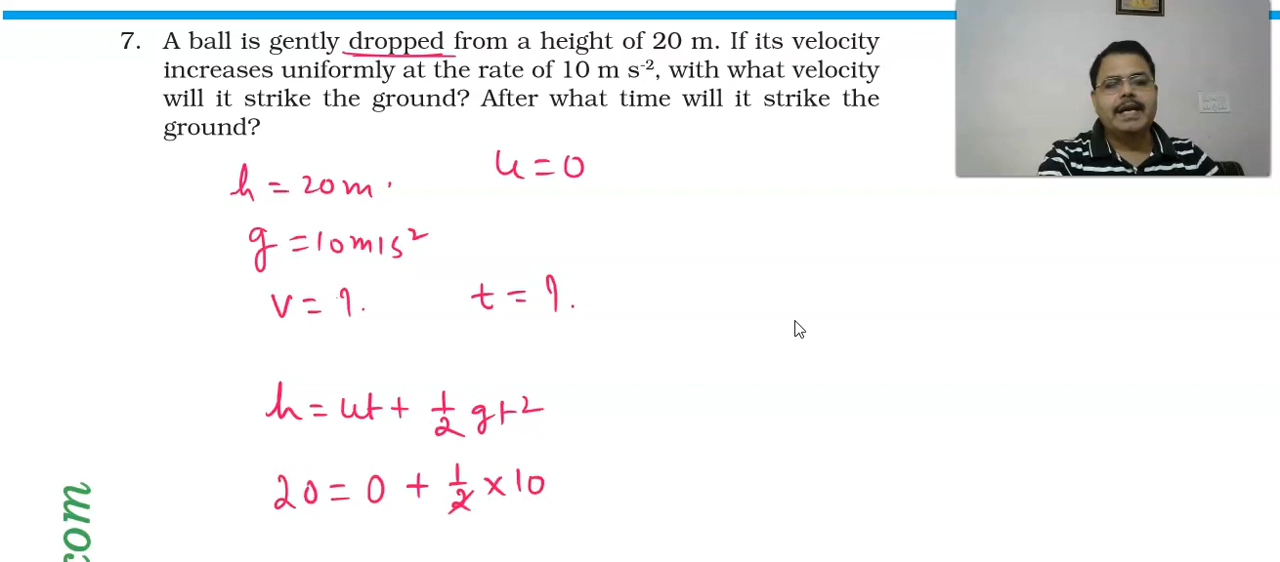 7. A ball is gently dropped from a height of 20 m. If its velocity
increases uniformly at the rate of 10 m s⁻², with what velocity
will it strike the ground? After what time will it strike the
ground?
h = 20m. u = 0
g = 10m/s²
v = ?. t = ?.
h = ut + 1/2 gt²
20 = 0 + 1/2 × 10
com